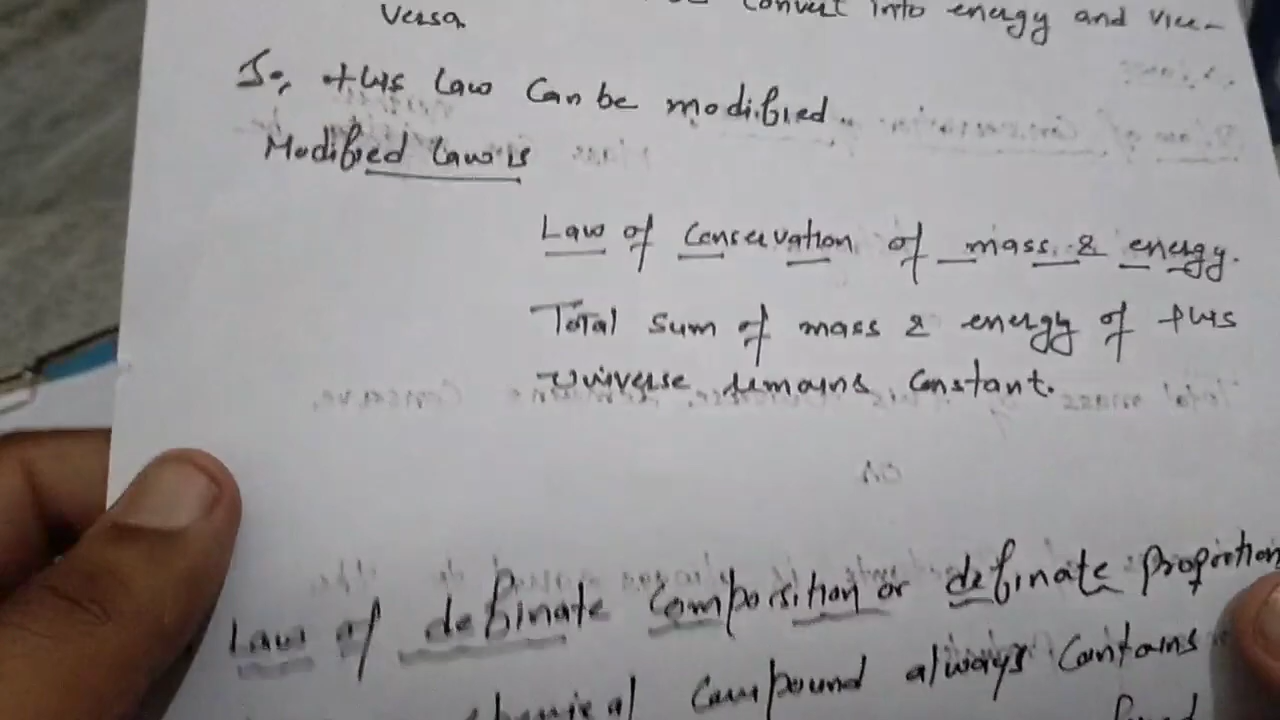 convert into energy and vice-
versa
So, this law can be modified.
Modified law is
Law of Conservation of mass & energy.
Total sum of mass & energy of this
universe remains constant.
Law of definate Composition or definate Proportion
chemical compound always contains